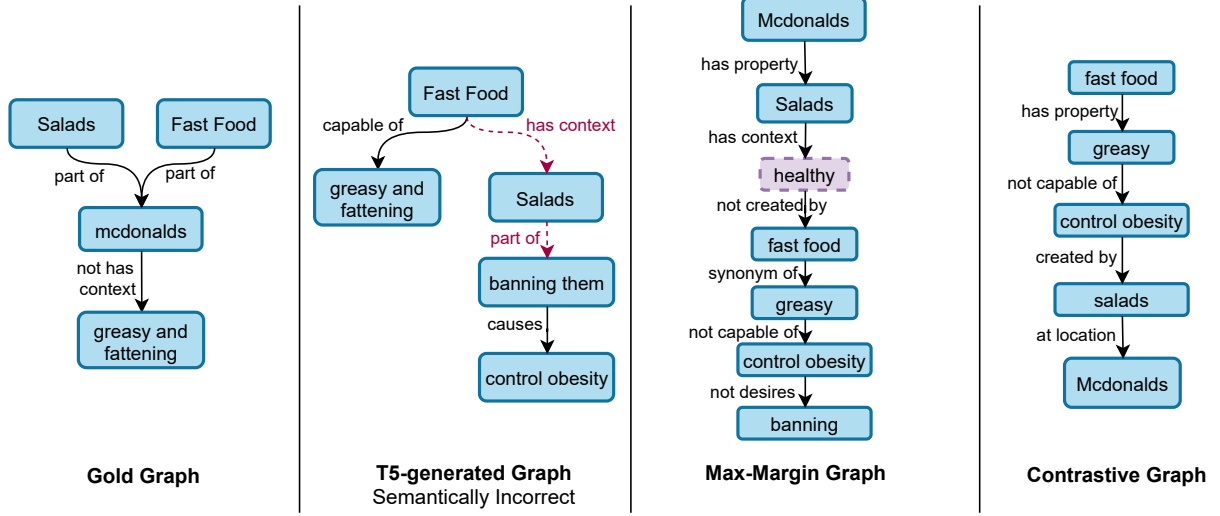 Salads
Fast Food
part of
part of
mcdonalds
not has
context
greasy and
fattening
Gold Graph
Fast Food
capable of
has context
greasy and
fattening
Salads
part of
banning them
causes
control obesity
T5-generated Graph
Semantically Incorrect
Mcdonalds
has property
Salads
has context
healthy
not created by
fast food
synonym of
greasy
not capable of
control obesity
not desires
banning
Max-Margin Graph
fast food
has property
greasy
not capable of
control obesity
created by
salads
at location
Mcdonalds
Contrastive Graph